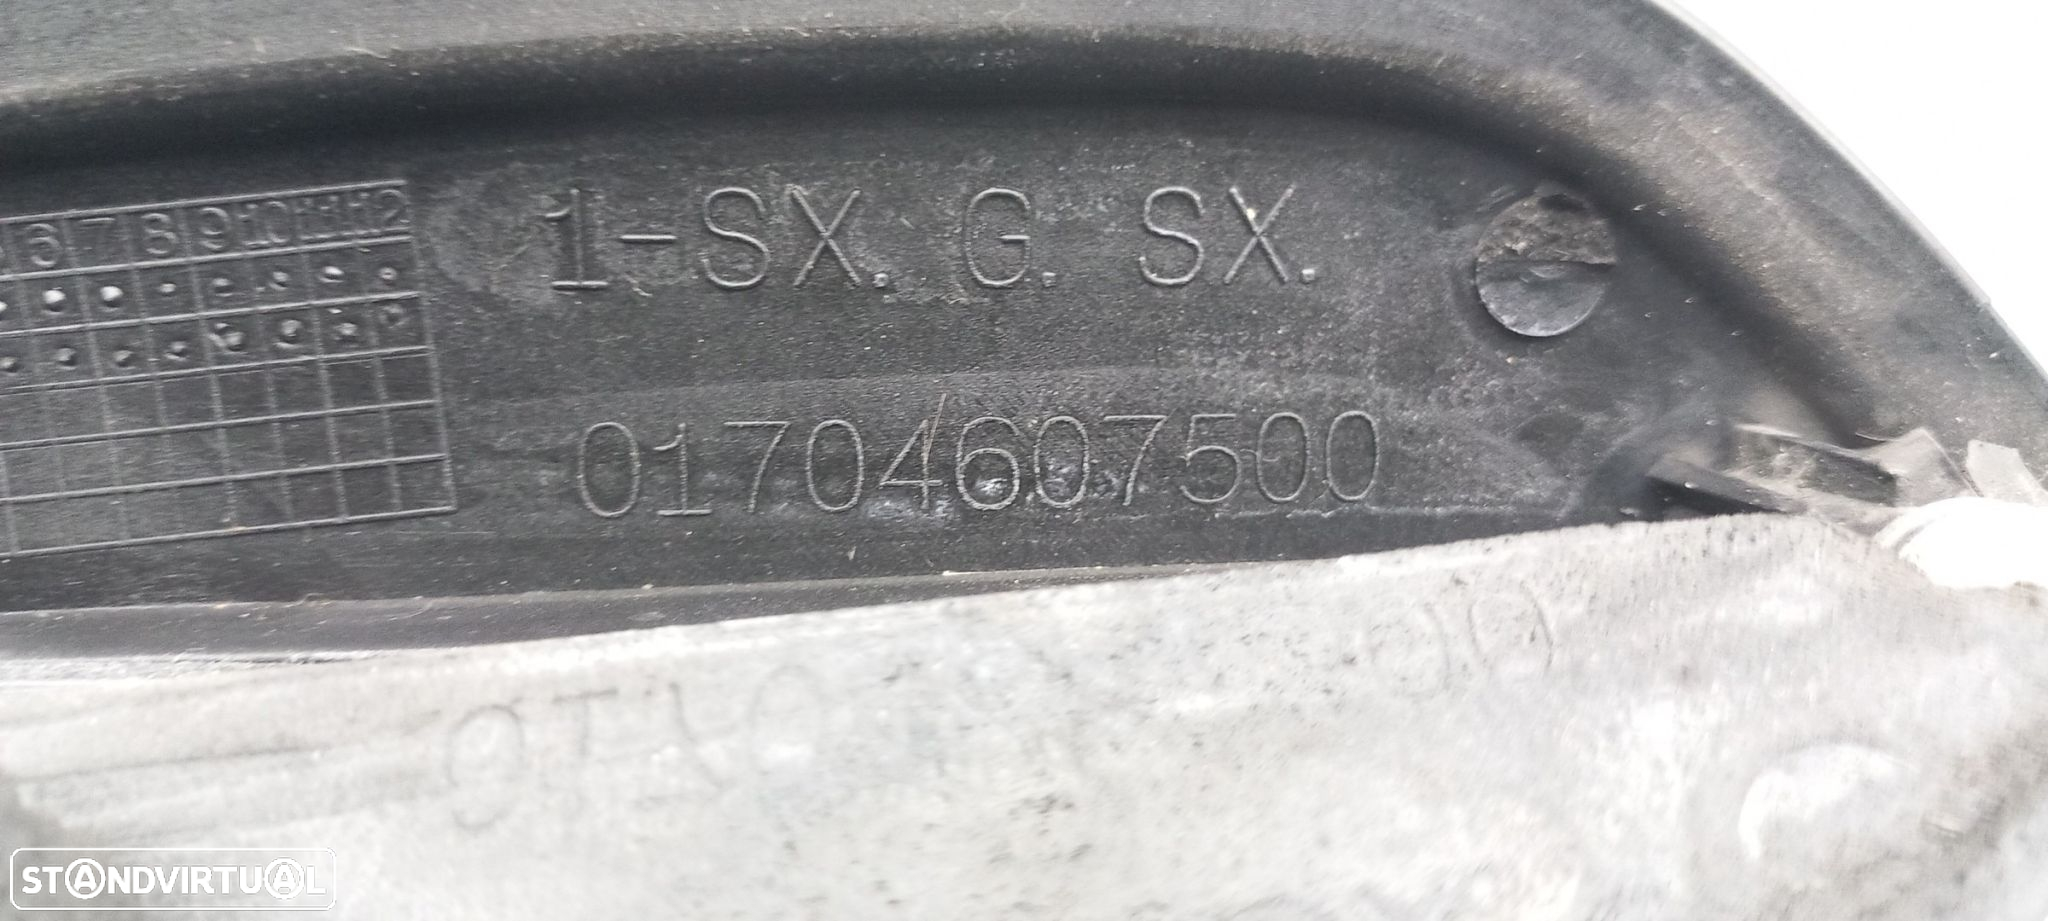 6 7 8 9 10 11 12
1-SX. G. SX.
01704607500
STANDVIRTUAL